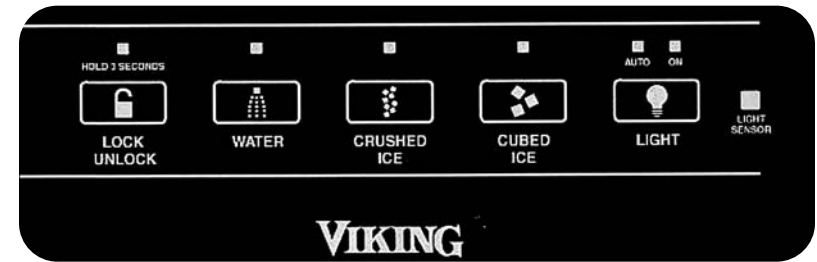 HOLD 3 SECONDS
AUTO ON
LOCK
UNLOCK
WATER
CRUSHED
ICE
CUBED
ICE
LIGHT
LIGHT
SENSOR
VIKING